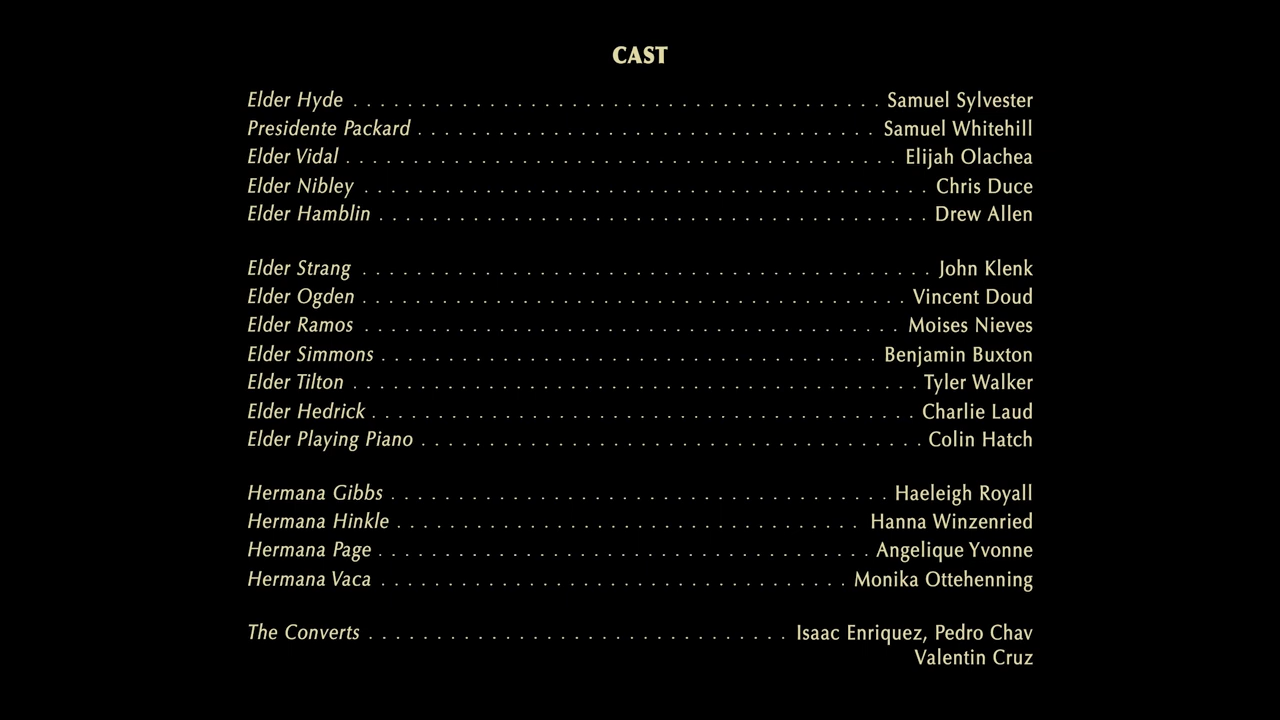 CAST
Elder Hyde . . . . . . . . . . . . . . . . . . . . . . . . . . . . . . . . . . . . . . . Samuel Sylvester
Presidente Packard . . . . . . . . . . . . . . . . . . . . . . . . . . . . . . . . . . Samuel Whitehill
Elder Vidal . . . . . . . . . . . . . . . . . . . . . . . . . . . . . . . . . . . . . . . . . Elijah Olachea
Elder Nibley . . . . . . . . . . . . . . . . . . . . . . . . . . . . . . . . . . . . . . . . . . Chris Duce
Elder Hamblin . . . . . . . . . . . . . . . . . . . . . . . . . . . . . . . . . . . . . . . . . Drew Allen
Elder Strang . . . . . . . . . . . . . . . . . . . . . . . . . . . . . . . . . . . . . . . . . . John Klenk
Elder Ogden . . . . . . . . . . . . . . . . . . . . . . . . . . . . . . . . . . . . . . . . Vincent Doud
Elder Ramos . . . . . . . . . . . . . . . . . . . . . . . . . . . . . . . . . . . . . . . . Moises Nieves
Elder Simmons . . . . . . . . . . . . . . . . . . . . . . . . . . . . . . . . . . . . . Benjamin Buxton
Elder Tilton . . . . . . . . . . . . . . . . . . . . . . . . . . . . . . . . . . . . . . . . . . Tyler Walker
Elder Hedrick . . . . . . . . . . . . . . . . . . . . . . . . . . . . . . . . . . . . . . . . . Charlie Laud
Elder Playing Piano . . . . . . . . . . . . . . . . . . . . . . . . . . . . . . . . . . . . . Colin Hatch
Hermana Gibbs . . . . . . . . . . . . . . . . . . . . . . . . . . . . . . . . . . . . . Haeleigh Royall
Hermana Hinkle . . . . . . . . . . . . . . . . . . . . . . . . . . . . . . . . . . . Hanna Winzenried
Hermana Page . . . . . . . . . . . . . . . . . . . . . . . . . . . . . . . . . . . . . Angelique Yvonne
Hermana Vaca . . . . . . . . . . . . . . . . . . . . . . . . . . . . . . . . . . . Monika Ottehenning
The Converts . . . . . . . . . . . . . . . . . . . . . . . . . . . . . . . Isaac Enriquez, Pedro Chav
Valentin Cruz